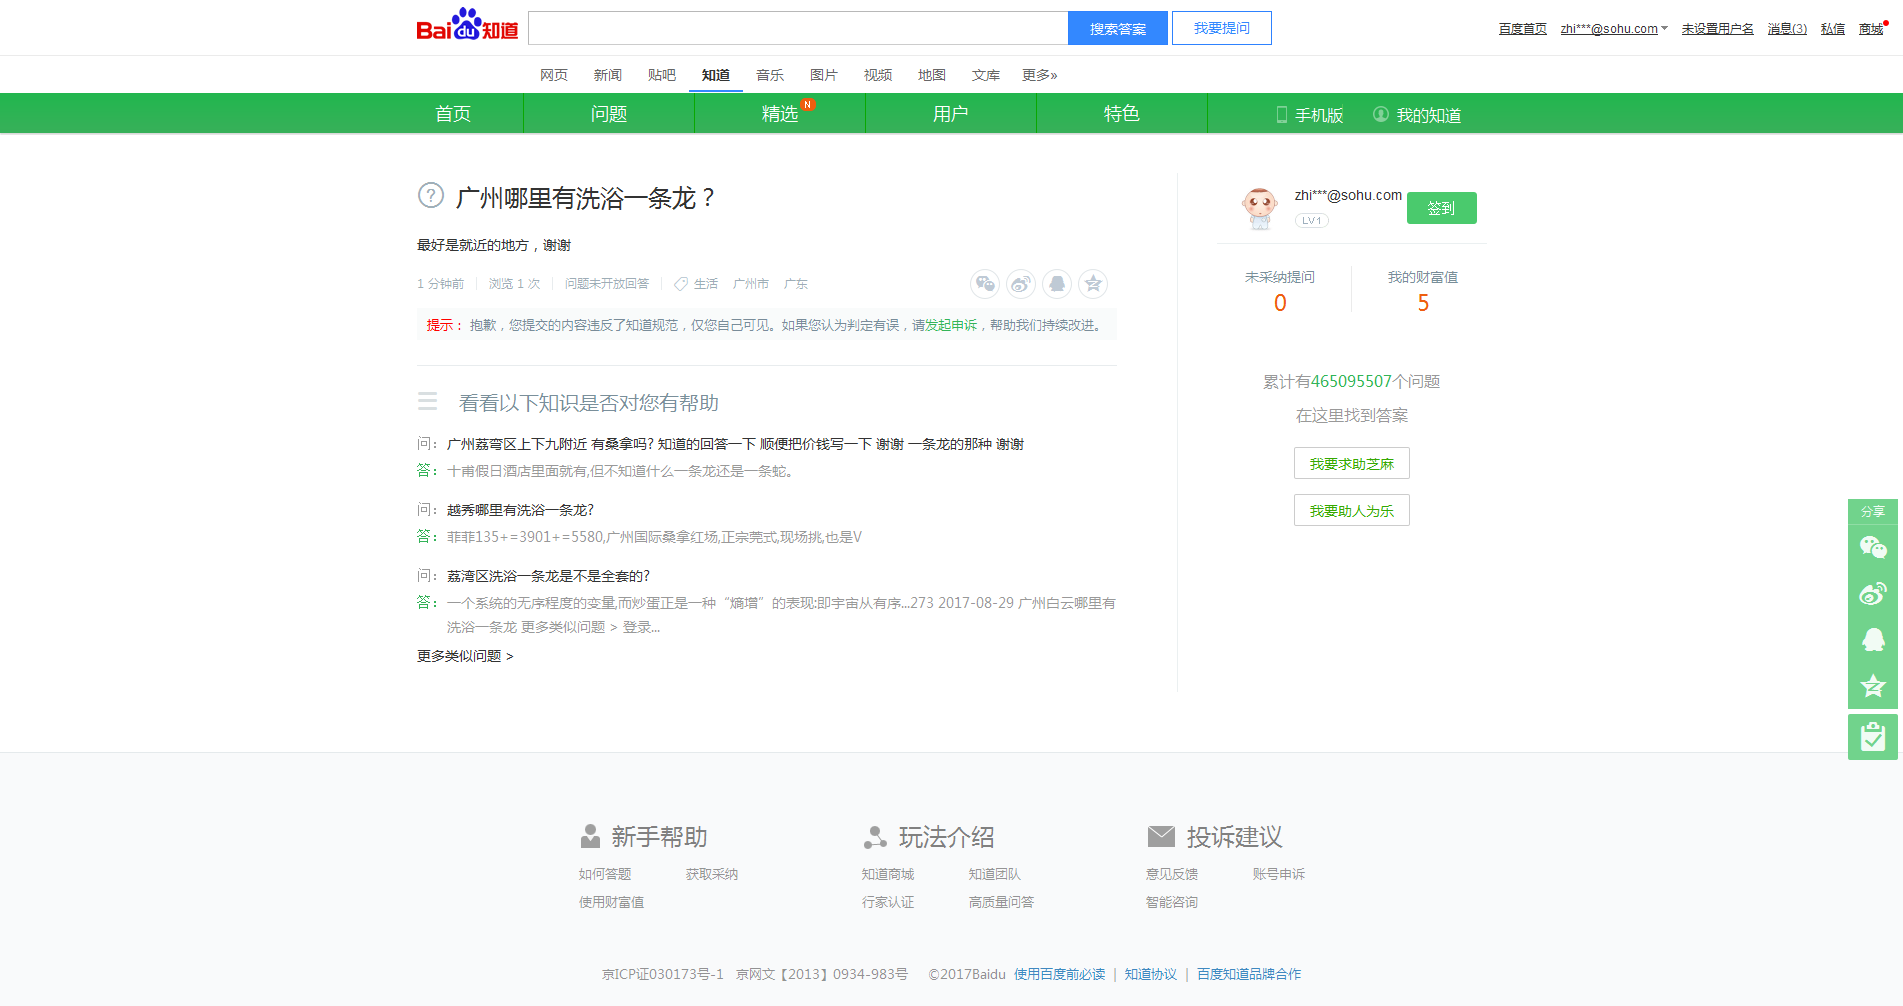 Bai du 知道 搜索答案 我要提问 百度首页 zhi***@sohu.com 未设置用户名 消息(3) 私信 商城
网页 新闻 贴吧 知道 音乐 图片 视频 地图 文库 更多»
首页 问题 精选 N 用户 特色 手机版 我的知道
? 广州哪里有洗浴一条龙？
最好是就近的地方，谢谢
1 分钟前 浏览 1 次 问题未开放回答 生活 广州市 广东
提示： 抱歉，您提交的内容违反了知道规范，仅您自己可见。如果您认为判定有误，请发起申诉，帮助我们持续改进。
看看以下知识是否对您有帮助
问： 广州荔弯区上下九附近 有桑拿吗? 知道的回答一下 顺便把价钱写一下 谢谢 一条龙的那种 谢谢
答： 十甫假日酒店里面就有,但不知道什么一条龙还是一条蛇。
问： 越秀哪里有洗浴一条龙?
答： 菲菲135+=3901+=5580,广州国际桑拿红场,正宗莞式,现场挑,也是V
问： 荔湾区洗浴一条龙是不是全套的?
答： 一个系统的无序程度的变量,而炒蛋正是一种“熵增”的表现:即宇宙从有序...273 2017-08-29 广州白云哪里有
洗浴一条龙 更多类似问题 > 登录...
更多类似问题 >
zhi***@sohu.com 签到
LV1
未采纳提问 我的财富值
0 5
累计有465095507个问题
在这里找到答案
我要求助芝麻
我要助人为乐
分享
新手帮助 玩法介绍 投诉建议
如何答题 获取采纳 知道商城 知道团队 意见反馈 账号申诉
使用财富值 行家认证 高质量问答 智能咨询
京ICP证030173号-1 京网文【2013】0934-983号 ©2017Baidu 使用百度前必读 | 知道协议 | 百度知道品牌合作